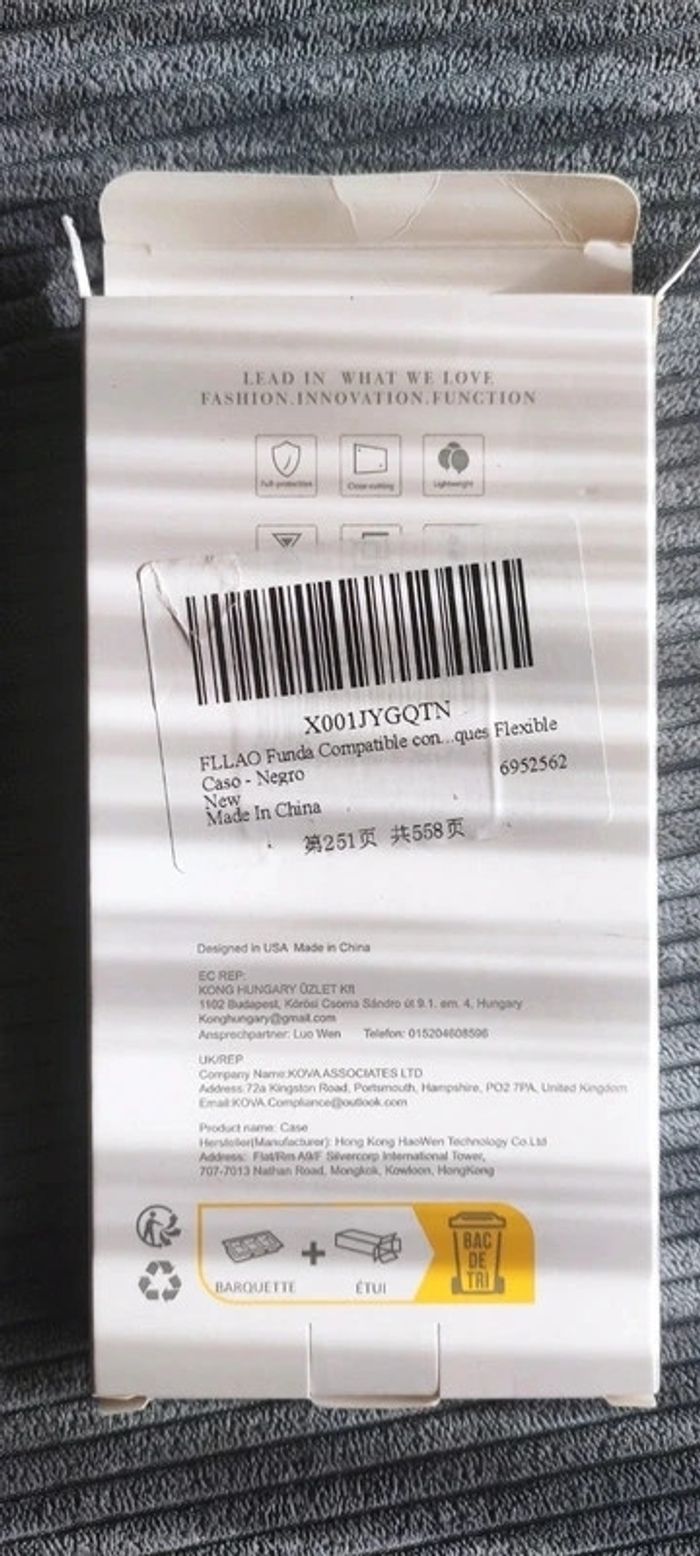 LEAD IN WHAT WE LOVE
FASHION.INNOVATION.FUNCTION
Full-protection
Close-cutting
Lightweight
X001JYGQTN
FLLAO Funda Compatible con...ques Flexible
Caso - Negro
6952562
New
Made In China
第251页 共558页
Designed in USA Made in China
EC REP:
KONG HUNGARY ÜZLET Kft
1102 Budapest, Kőrösi Csoma Sándro út 9.1. em. 4, Hungary
Konghungary@gmail.com
Ansprechpartner: Luo Wen Telefon: 015204608596
UK/REP
Company Name:KOVA ASSOCIATES LTD
Address:72a Kingston Road, Portsmouth, Hampshire, PO2 7PA, United Kingdom
Email:KOVA.Compliance@outlook.com
Product name: Case
Hersteller(Manufacturer): Hong Kong HaoWen Technology Co.Ltd
Address: Flat/Rm A9/F Silvercorp International Tower,
707-7013 Nathan Road, Mongkok, Kowloon, HongKong
BARQUETTE
+
ÉTUI
BAC
DE
TRI